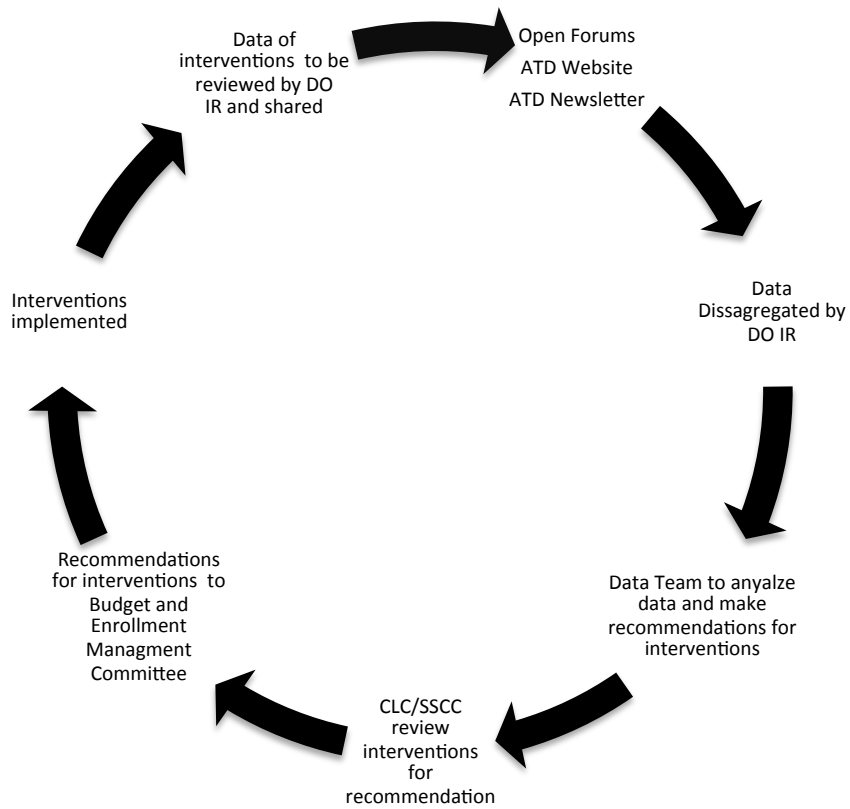 Data of
interventions to be
reviewed by DO
IR and shared
Open Forums
ATD Website
ATD Newsletter
Data
Dissagregated by
DO IR
Data Team to anyalze
data and make
recommendations for
interventions
CLC/SSCC
review
interventions
for
recommendation
Recommendations
for interventions to
Budget and
Enrollment
Managment
Committee
Interventions
implemented